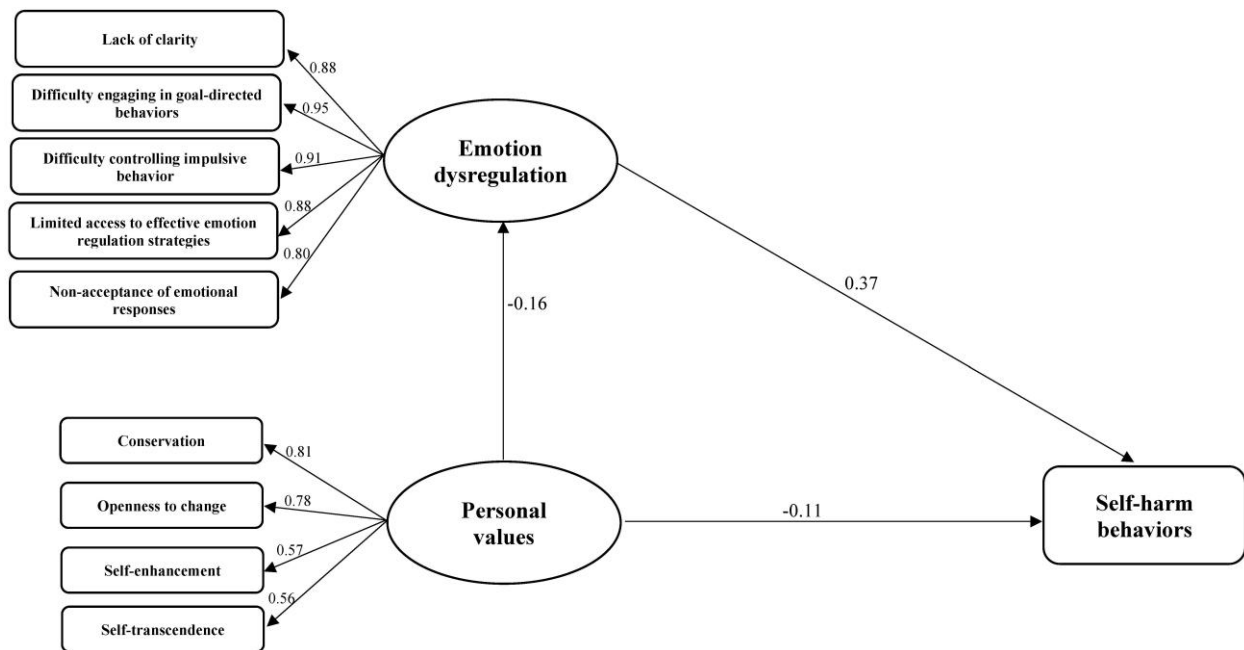 Lack of clarity
0.88
Difficulty engaging in goal-directed
behaviors
0.95
Difficulty controlling impulsive
behavior
0.91
Limited access to effective emotion
regulation strategies
0.88
Non-acceptance of emotional
responses
0.80
Emotion
dysregulation
0.37
-0.16
Conservation
0.81
Openness to change
0.78
Self-enhancement
0.57
Self-transcendence
0.56
Personal
values
-0.11
Self-harm
behaviors